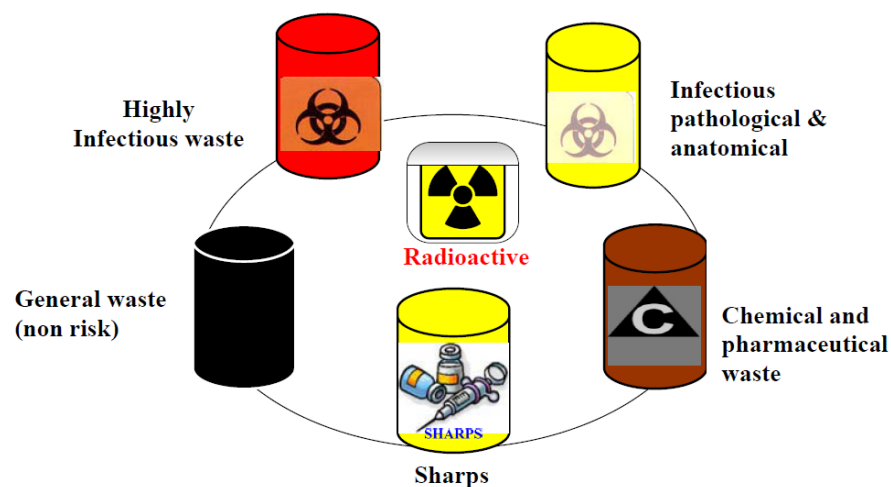 Highly
Infectious waste
Infectious
pathological &
anatomical
Radioactive
General waste
(non risk)
C
Chemical and
pharmaceutical
waste
SHARPS
Sharps